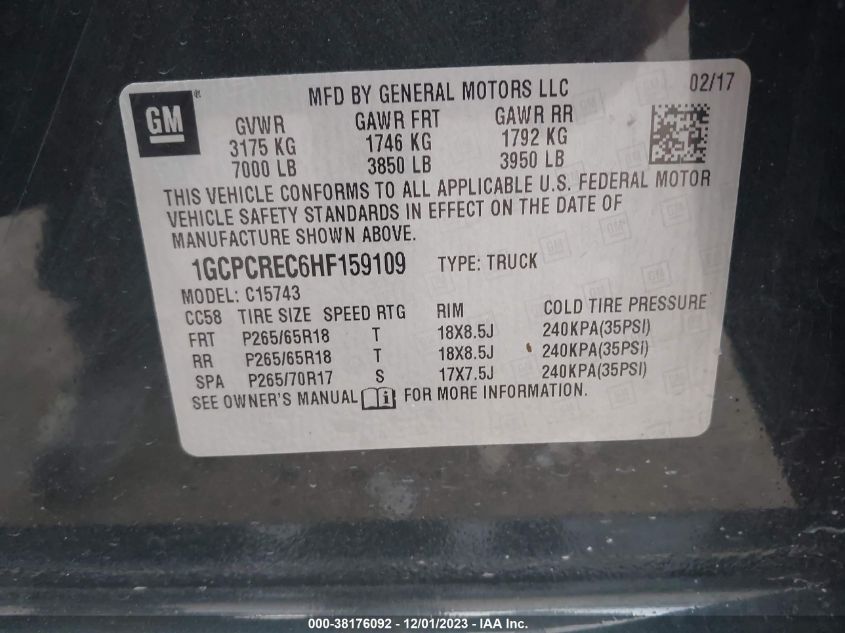 GM ® MFD BY GENERAL MOTORS LLC 02/17
GVWR GAWR FRT GAWR RR
3175 KG 1746 KG 1792 KG
7000 LB 3850 LB 3950 LB
THIS VEHICLE CONFORMS TO ALL APPLICABLE U.S. FEDERAL MOTOR
VEHICLE SAFETY STANDARDS IN EFFECT ON THE DATE OF
MANUFACTURE SHOWN ABOVE.
1GCPCREC6HF159109 TYPE: TRUCK
MODEL: C15743
CC58 TIRE SIZE SPEED RTG RIM COLD TIRE PRESSURE
FRT P265/65R18 T 18X8.5J 240KPA(35PSI)
RR P265/65R18 T 18X8.5J 240KPA(35PSI)
SPA P265/70R17 S 17X7.5J 240KPA(35PSI)
SEE OWNER'S MANUAL i FOR MORE INFORMATION.
000-38176092 - 12/01/2023 - IAA Inc.